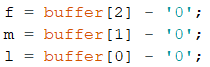 f = buffer[2] - '0';
m = buffer[1] - '0';
l = buffer[0] - '0';